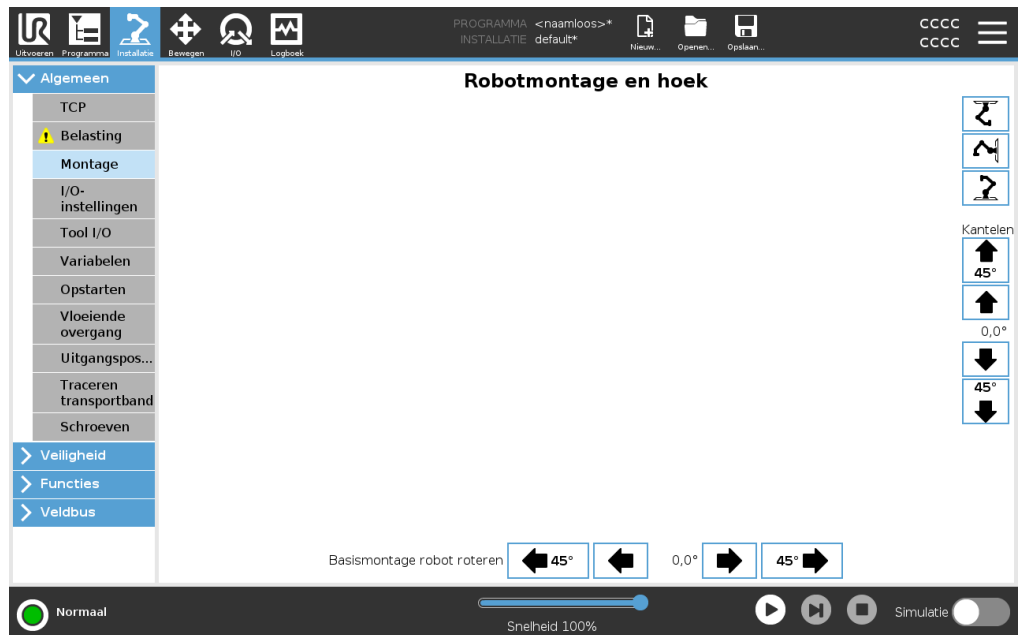 PROGRAMMA <naamloos>*
INSTALLATIE default*
Nieuw... Openen... Opslaan...
cccc
cccc
Uitvoeren Programma Installatie Bewegen I/O Logboek
Algemeen
TCP
Belasting
Montage
I/O-
instellingen
Tool I/O
Variabelen
Opstarten
Vloeiende
overgang
Uitgangspos...
Traceren
transportband
Schroeven
Veiligheid
Functies
Veldbus
Robotmontage en hoek
Kantelen
45°
0,0°
45°
Basismontage robot roteren 45° 0,0° 45°
Normaal
Snelheid 100%
Simulatie